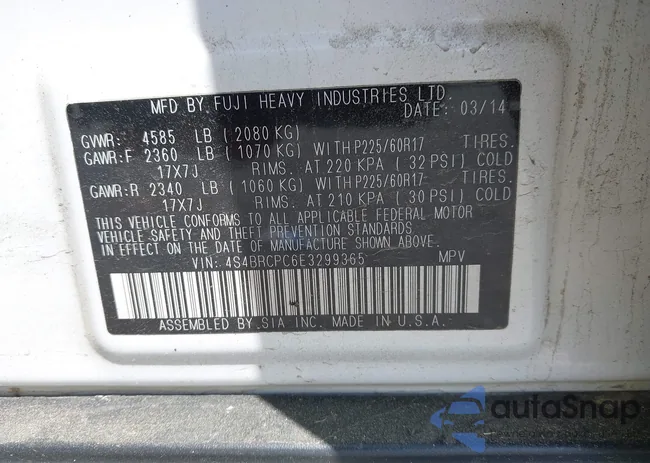 MFD BY FUJI HEAVY INDUSTRIES LTD.
DATE: 03/14
GVWR: 4585 LB (2080 KG)
GAWR:F 2360 LB (1070 KG) WITH P225/60R17 TIRES.
17X7J RIMS. AT 220 KPA (32 PSI) COLD
GAWR:R 2340 LB (1060 KG) WITH P225/60R17 TIRES.
17X7J RIMS. AT 210 KPA (30 PSI) COLD
THIS VEHICLE CONFORMS TO ALL APPLICABLE FEDERAL MOTOR
VEHICLE SAFETY AND THEFT PREVENTION STANDARDS
IN EFFECT ON THE DATE OF MANUFACTURE SHOWN ABOVE.
VIN: 4S4BRCPC6E3299365 MPV
ASSEMBLED BY SIA INC. MADE IN U.S.A.
autoSnap